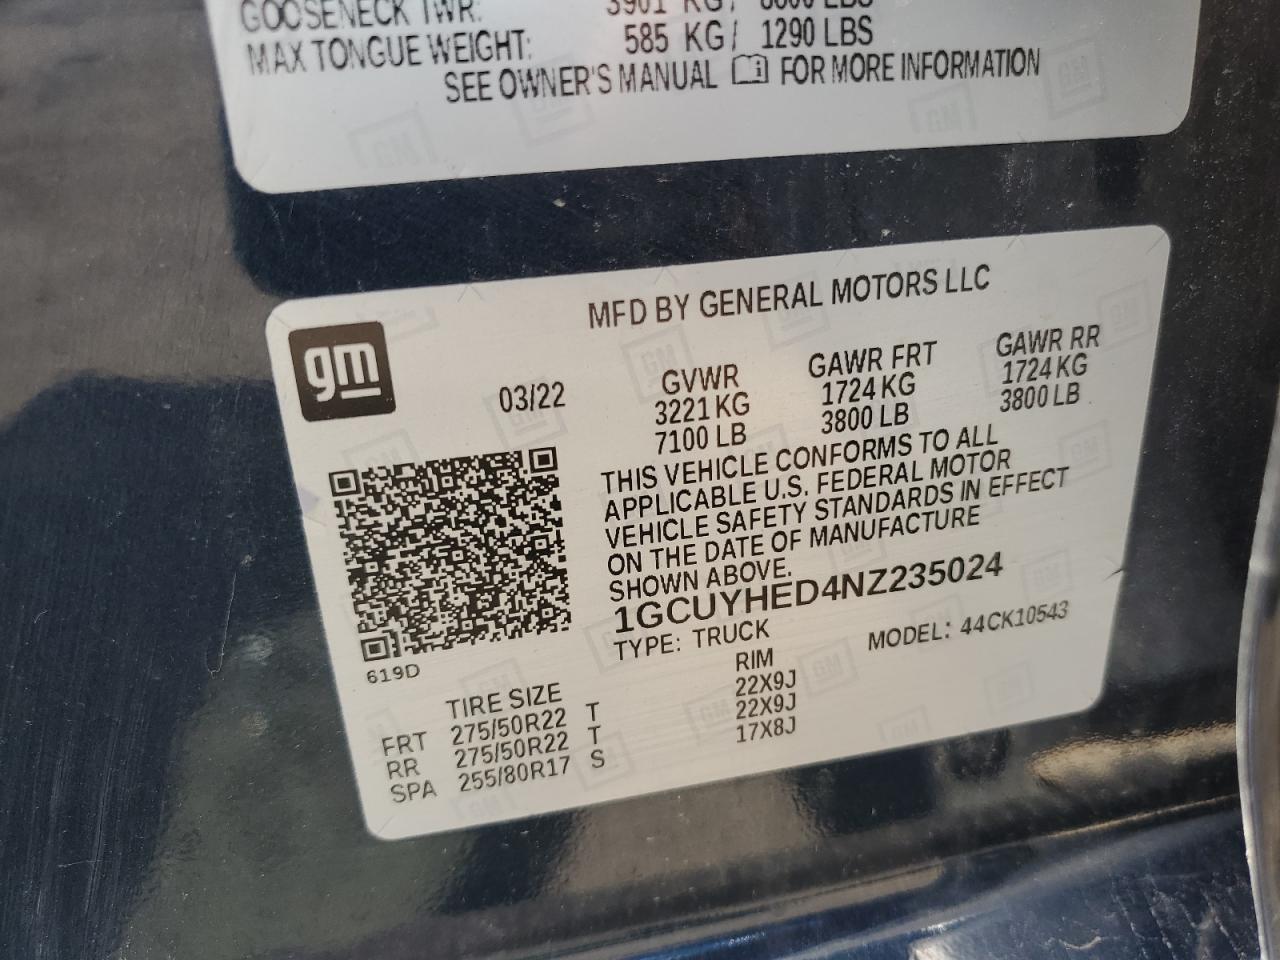 GOOSENECK TWR: 3901 KG/ 8600 LBS
MAX TONGUE WEIGHT: 585 KG/ 1290 LBS
SEE OWNER'S MANUAL FOR MORE INFORMATION
MFD BY GENERAL MOTORS LLC
gm
03/22
GVWR GAWR FRT GAWR RR
3221 KG 1724 KG 1724 KG
7100 LB 3800 LB 3800 LB
THIS VEHICLE CONFORMS TO ALL
APPLICABLE U.S. FEDERAL MOTOR
VEHICLE SAFETY STANDARDS IN EFFECT
ON THE DATE OF MANUFACTURE
SHOWN ABOVE.
1GCUYHED4NZ235024
TYPE: TRUCK MODEL: 44CK10543
619D
TIRE SIZE RIM
FRT 275/50R22 T 22X9J
RR 275/50R22 T 22X9J
SPA 255/80R17 S 17X8J